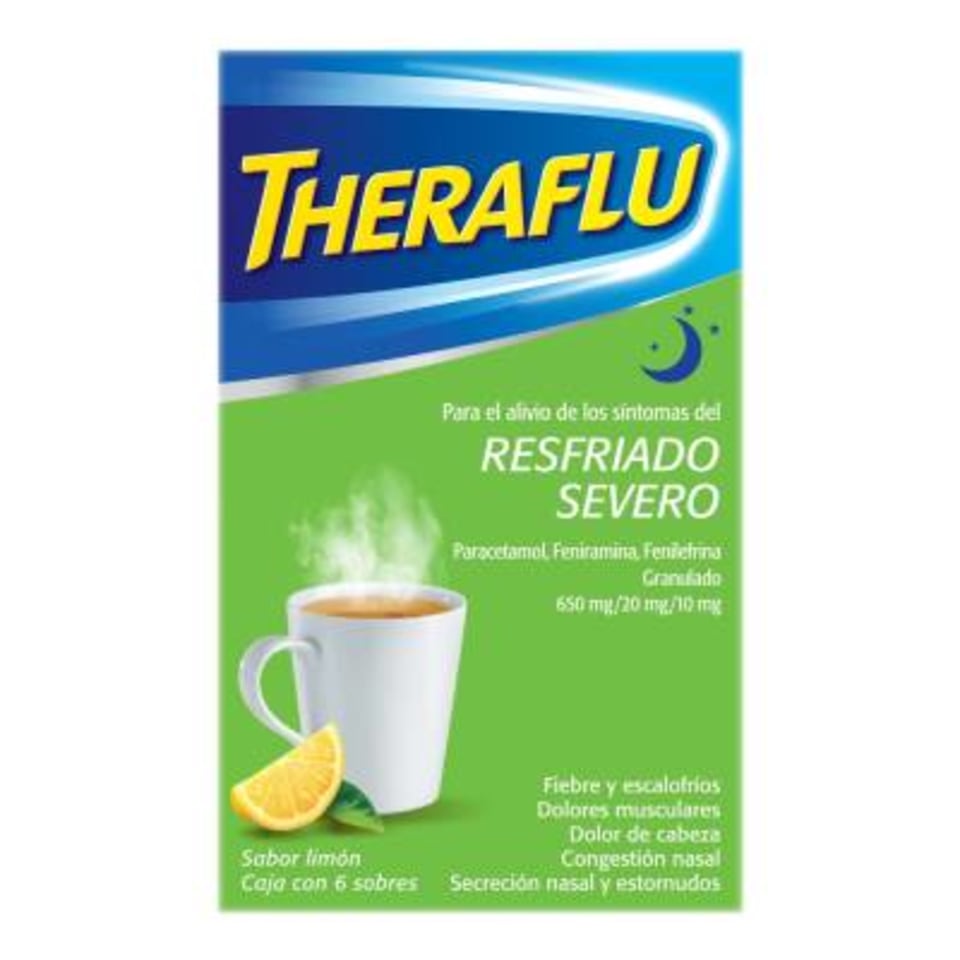 THERAFLU
Para el alivio de los síntomas del
RESFRIADO
SEVERO
Paracetamol, Feniramina, Fenilefrina
Granulado
650 mg/20 mg/10 mg
Fiebre y escalofríos
Dolores musculares
Dolor de cabeza
Congestión nasal
Secreción nasal y estornudos
Sabor limón
Caja con 6 sobres